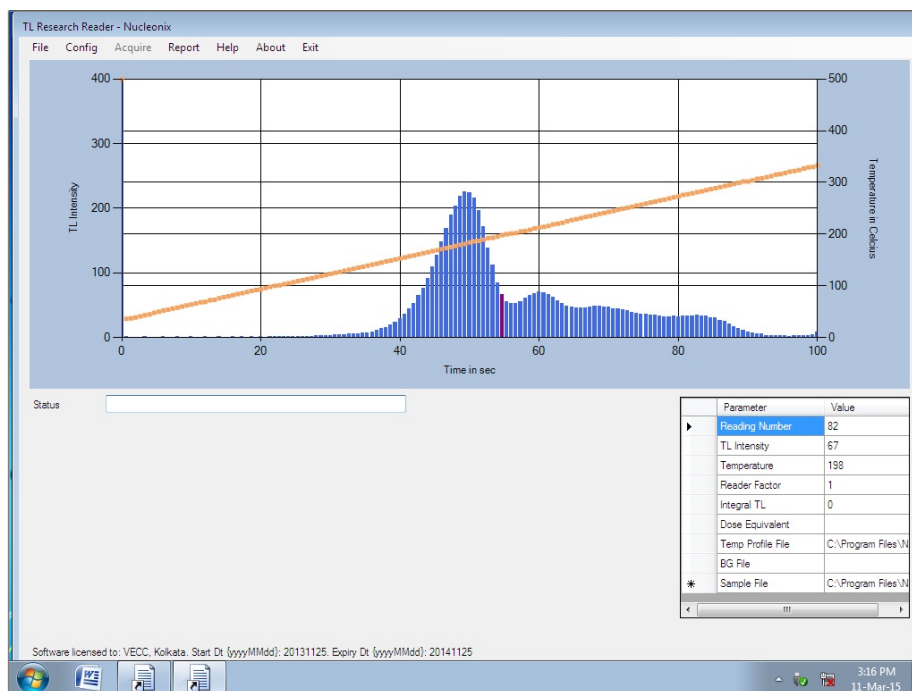 TL Research Reader - Nucleonix
File Config Acquire Report Help About Exit
400 500
400
300
300
200
200
100
100
0 0
0 20 40 60 80 100
TL Intensity
Temperature in Celcius
Time in sec
Status
Parameter Value
Reading Number 82
TL Intensity 67
Temperature 198
Reader Factor 1
Integral TL 0
Dose Equivalent
Temp Profile File C:\Program Files\N
BG File
Sample File C:\Program Files\N
Software licensed to: VECC, Kolkata. Start Dt {yyyyMMdd}: 20131125. Expiry Dt {yyyyMMdd}: 20141125
3:16 PM
11-Mar-15